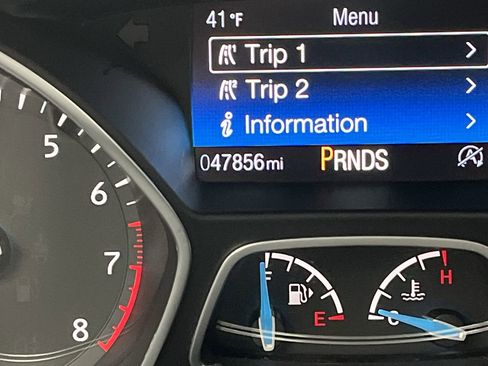 41°F Menu
Trip 1 >
Trip 2 >
i Information >
047856mi PRNDS A
5
6
7
8
F
E
H
C